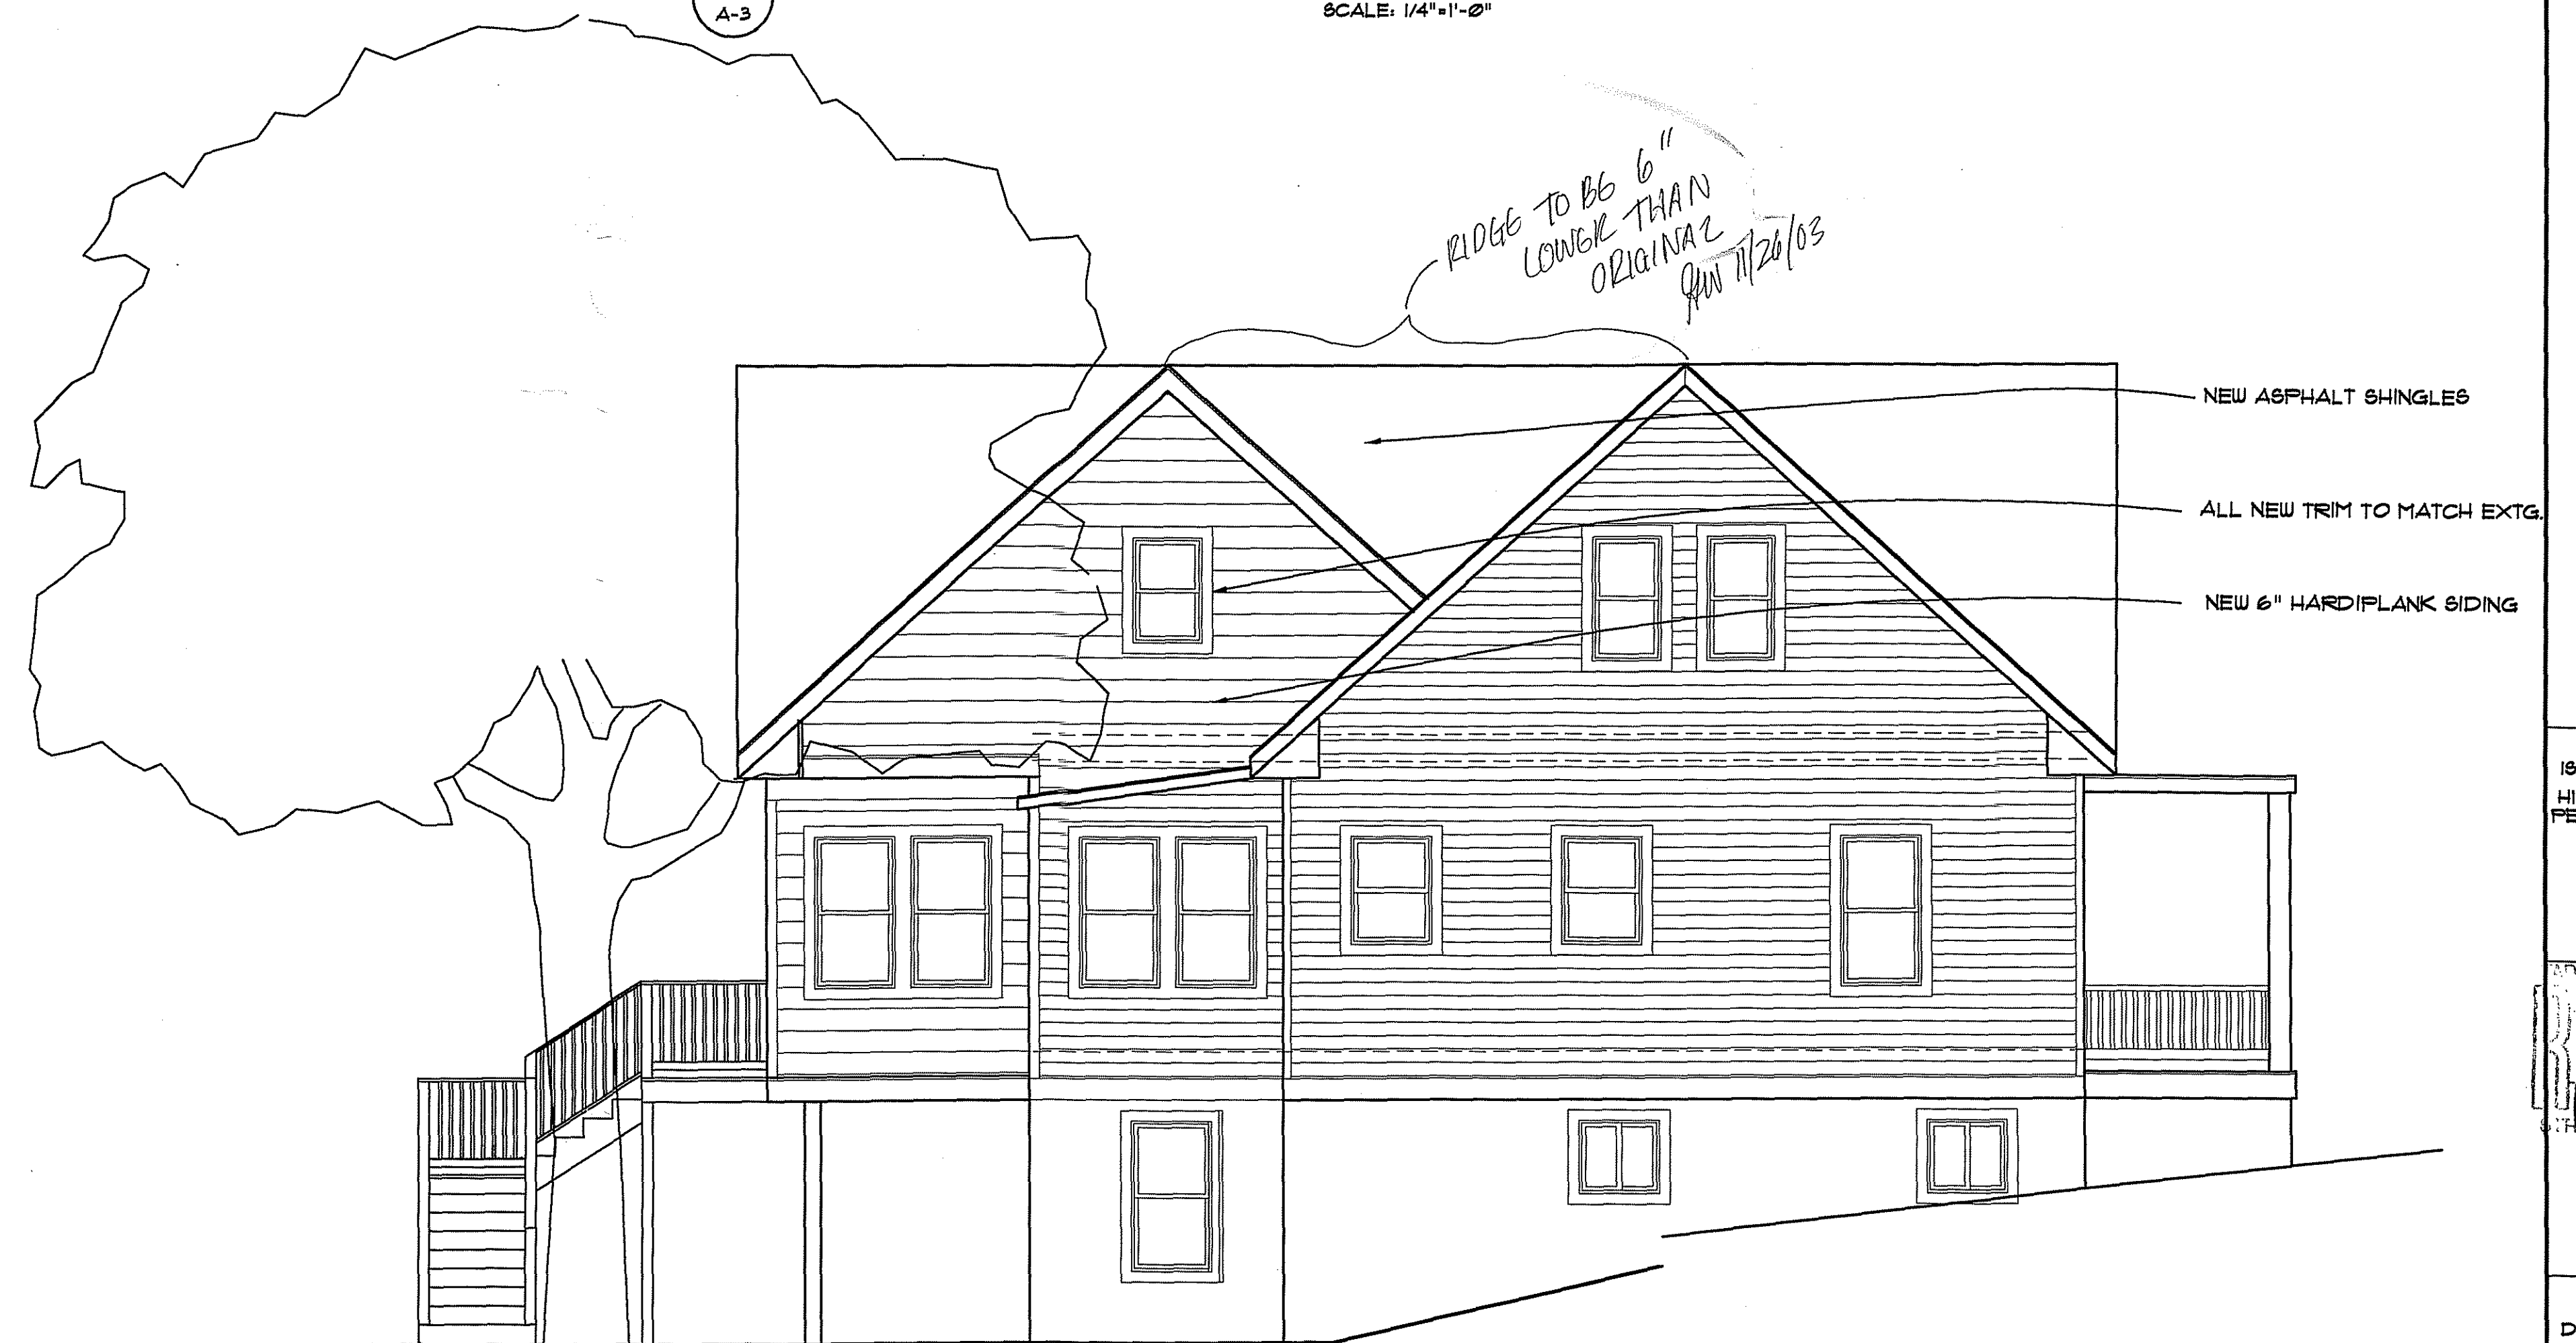 A-3
SCALE: 1/4"=1'-0"
RIDGE TO BE 6"
LOWER THAN
ORIGINAL
11/26/03
NEW ASPHALT SHINGLES
ALL NEW TRIM TO MATCH EXTG.
NEW 6" HARDIPLANK SIDING